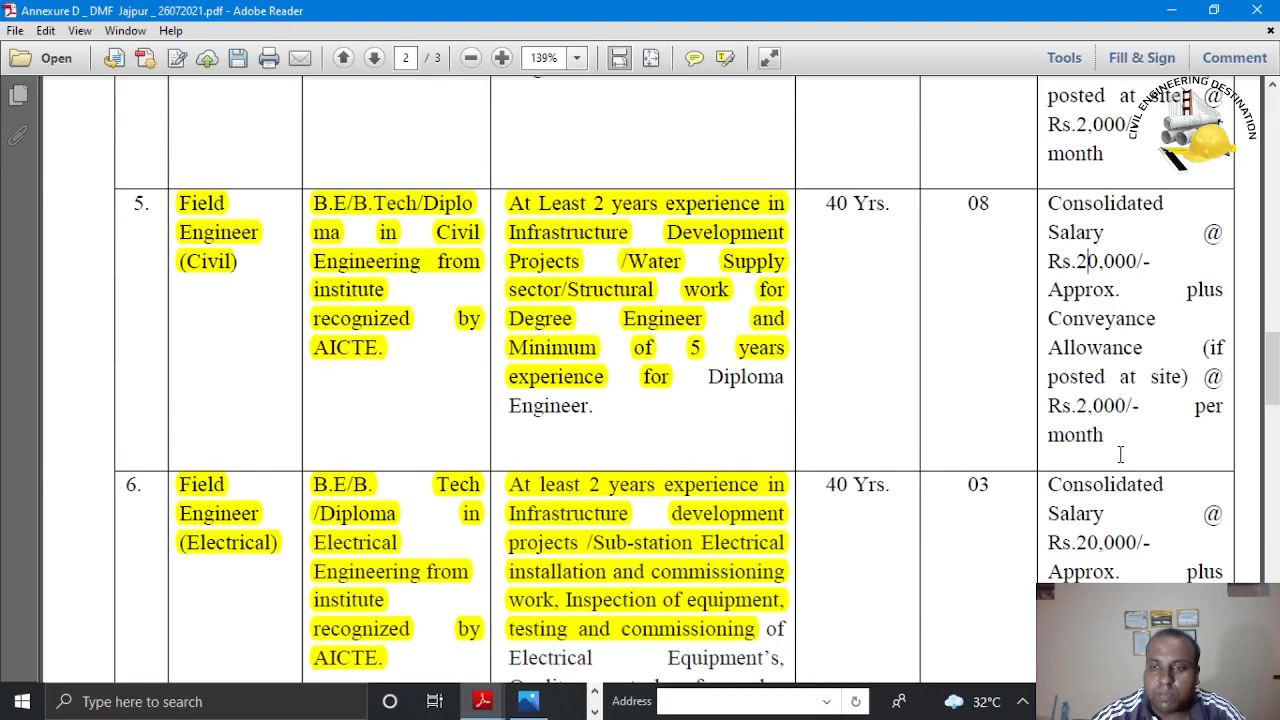 Annexure D _ DMF Jajpur _ 26072021.pdf - Adobe Reader
File Edit View Window Help
Open 2 / 3 139% Tools Fill & Sign Comment
CIVIL ENGINEERING DESTINATION
posted at site) @
Rs.2,000/
month
5.
Field
Engineer
(Civil)
B.E/B.Tech/Diplo
ma in Civil
Engineering from
institute
recognized by
AICTE.
At Least 2 years experience in
Infrastructure Development
Projects /Water Supply
sector/Structural work for
Degree Engineer and
Minimum of 5 years
experience for Diploma
Engineer.
40 Yrs.
08
Consolidated
Salary @
Rs.20,000/-
Approx. plus
Conveyance
Allowance (if
posted at site) @
Rs.2,000/- per
month
6.
Field
Engineer
(Electrical)
B.E/B. Tech
/Diploma in
Electrical
Engineering from
institute
recognized by
AICTE.
At least 2 years experience in
Infrastructure development
projects /Sub-station Electrical
installation and commissioning
work, Inspection of equipment,
testing and commissioning of
Electrical Equipment's,
40 Yrs.
03
Consolidated
Salary @
Rs.20,000/-
Approx. plus
Type here to search
Address
32°C